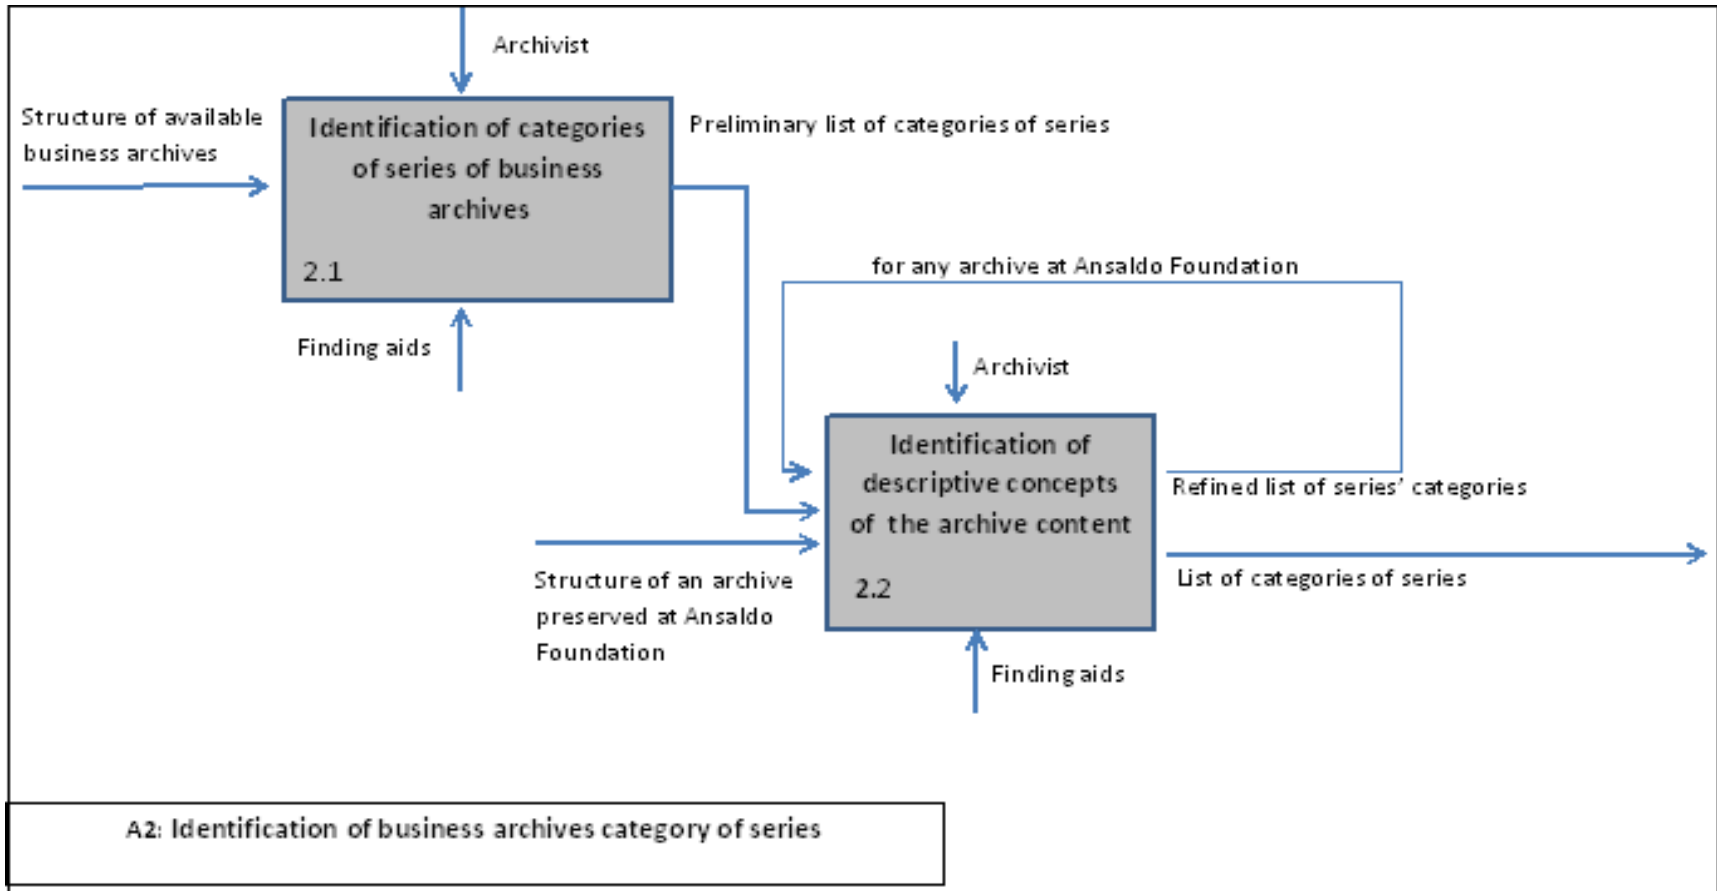 Archivist
Structure of available
business archives
Identification of categories
of series of business
archives
2.1
Preliminary list of categories of series
Finding aids
for any archive at Ansaldo Foundation
Archivist
Identification of
descriptive concepts
of the archive content
2.2
Refined list of series' categories
List of categories of series
Structure of an archive
preserved at Ansaldo
Foundation
Finding aids
A2: Identification of business archives category of series